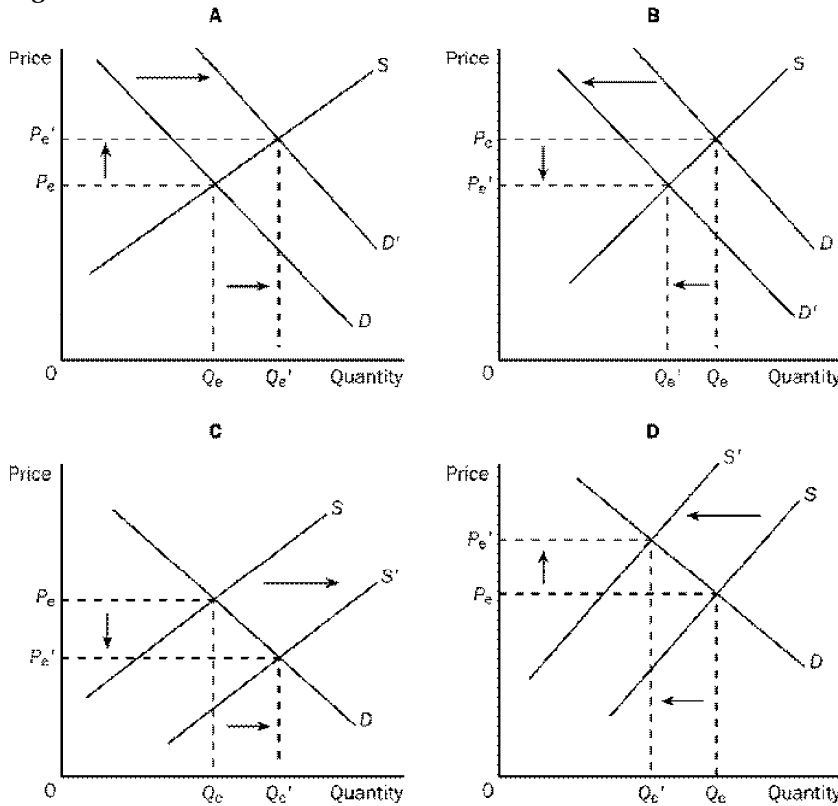 A
Price
S
Pe'
Pe
D'
D
0
Qe
Qe'
Quantity
B
Price
S
Pe
Pe'
D
D'
0
Qe'
Qe
Quantity
C
Price
S
S'
Pe
Pe'
D
0
Qe
Qe'
Quantity
D
Price
S'
S
Pe'
Pe
D
0
Qe'
Qe
Quantity